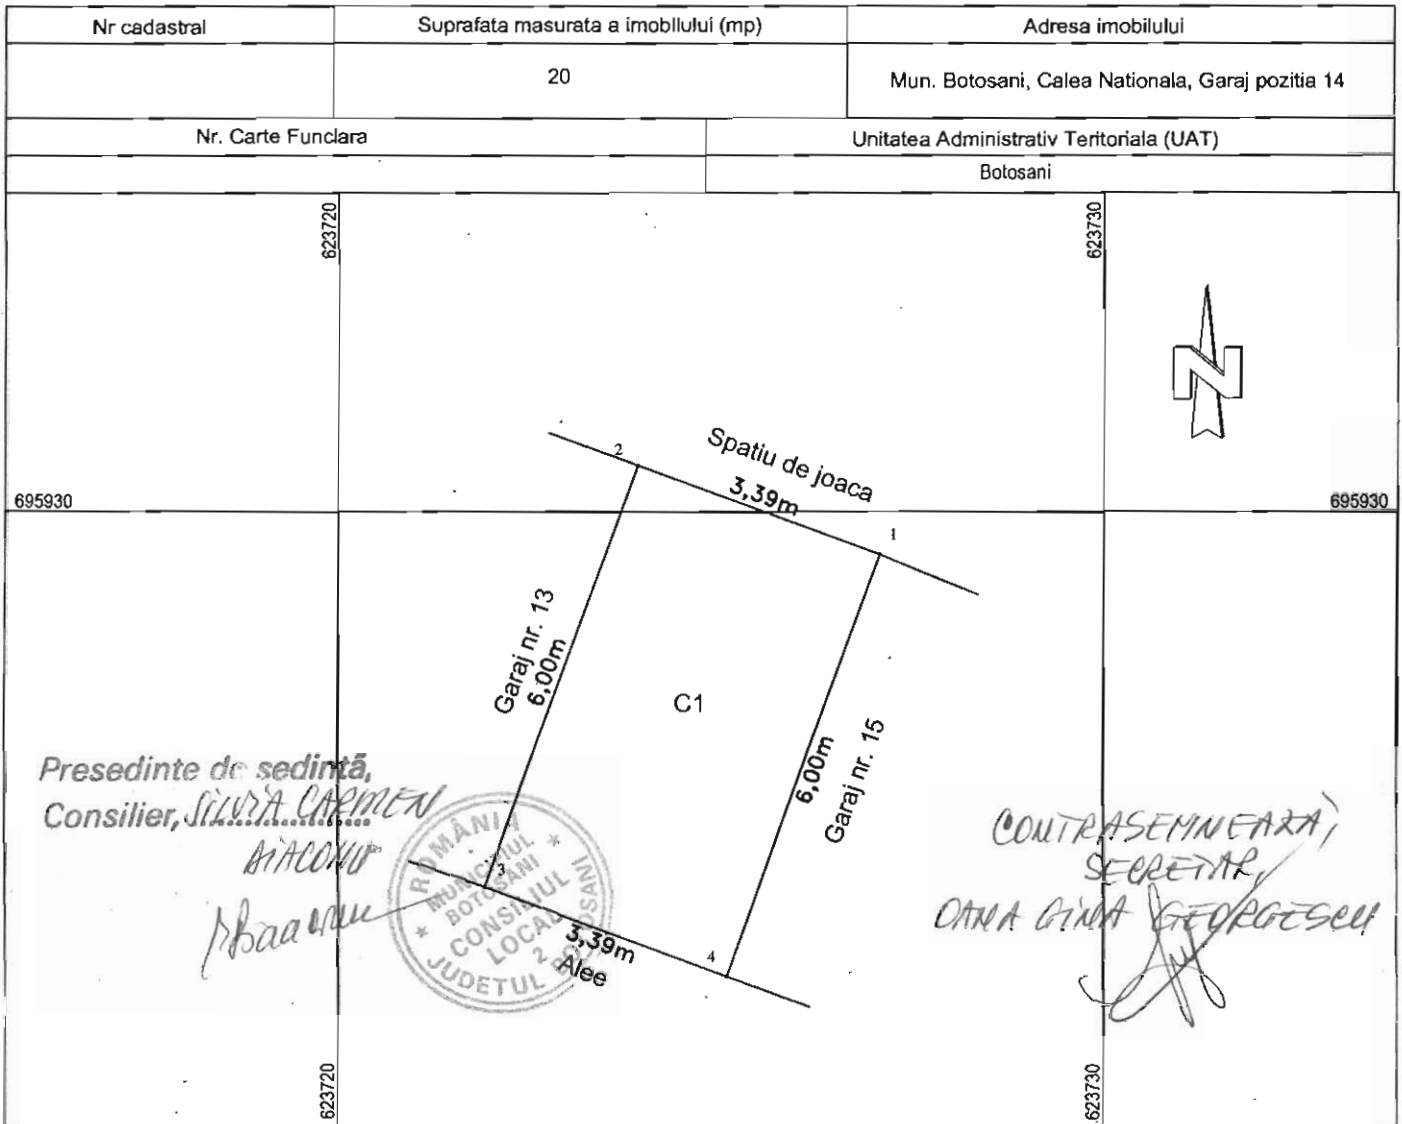 Nr cadastral
Suprafata masurata a imobilului (mp)
Adresa imobilului
20
Mun. Botosani, Calea Nationala, Garaj pozitia 14
Nr. Carte Funciara
Unitatea Administrativ Teritoriala (UAT)
Botosani
623720
623730
N
695930
695930
Spatiu de joaca
3,39m
2
1
Garaj nr. 13
6,00m
C1
6,00m
Garaj nr. 15
Presedinte de sedintă,
Consilier, SILVIA CARMEN
ROMÂNIA
MUNICIPIUL
BOTOSANI
CONSILIUL
LOCAL
2
JUDETUL BOTOSANI
3
3,39m
Alee
4
CONTRASEMNEAZA,
SECRETAR,
OANA GINA GEORGESCU
623720
623730